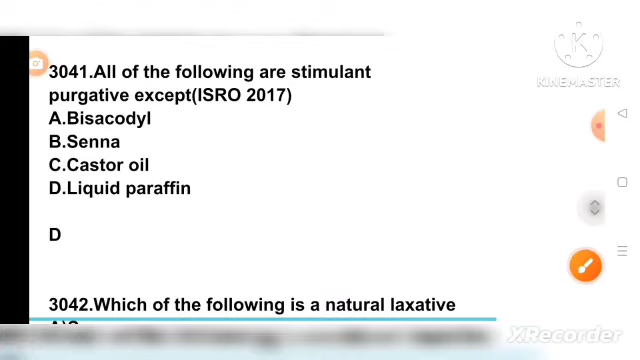 KINEMASTER
3041.All of the following are stimulant
purgative except(ISRO 2017)
A.Bisacodyl
B.Senna
C.Castor oil
D.Liquid paraffin
D
3042.Which of the following is a natural laxative
XRecorder